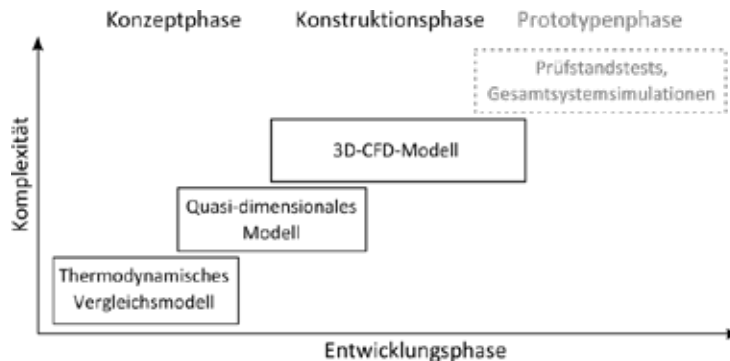 Konzeptphase Konstruktionsphase Prototypenphase
Prüfstandstests,
Gesamtsystemsimulationen
3D-CFD-Modell
Quasi-dimensionales
Modell
Thermodynamisches
Vergleichsmodell
Komplexität
Entwicklungsphase